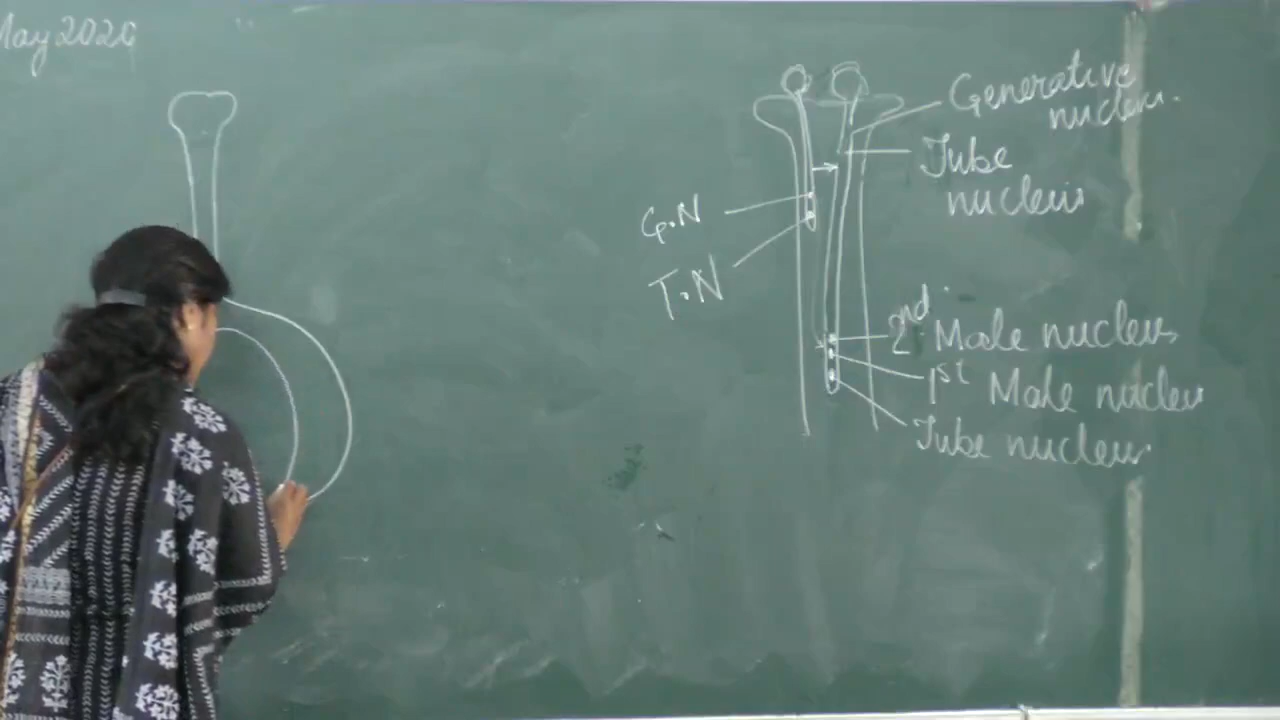 May 2020
Generative
nucleus.
Tube
nucleus
G.N
T.N
2nd Male nucleus
1st Male nucleus
Tube nucleus